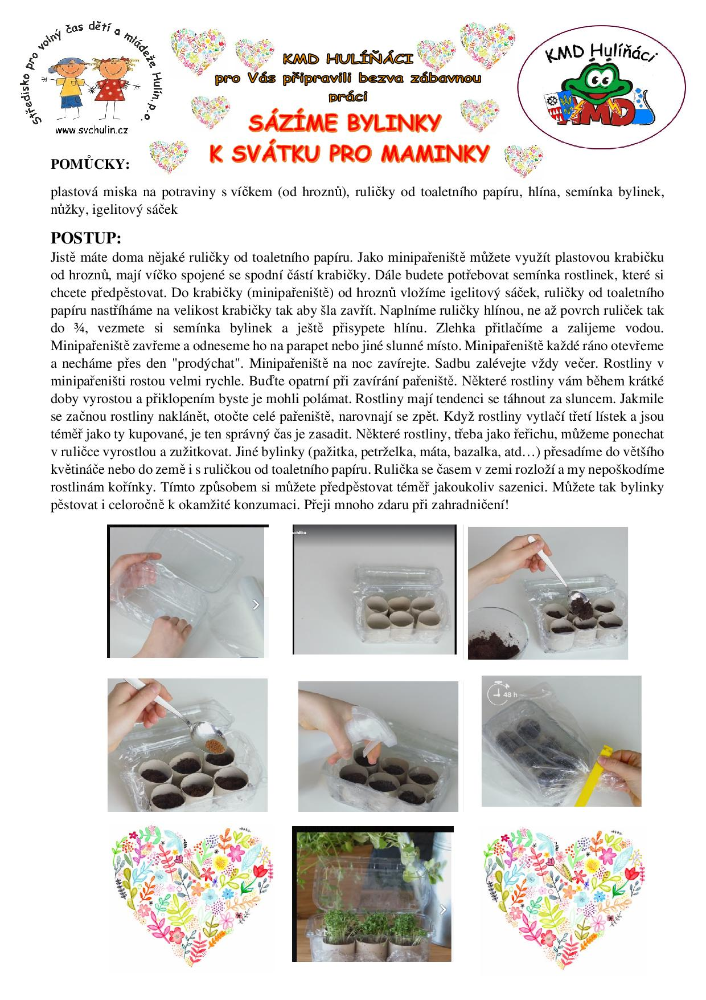 Středisko pro volný čas dětí a mládeže Hulín, p.o.
www.svchulin.cz
KMD HULÍŇÁCI
pro Vás připravili bezva zábavnou
práci
SÁZÍME BYLINKY
K SVÁTKU PRO MAMINKY
KMD Hulíňáci
KMD
POMŮCKY:
plastová miska na potraviny s víčkem (od hroznů), ruličky od toaletního papíru, hlína, semínka bylinek,
nůžky, igelitový sáček
POSTUP:
Jistě máte doma nějaké ruličky od toaletního papíru. Jako minipařeniště můžete využít plastovou krabičku
od hroznů, mají víčko spojené se spodní částí krabičky. Dále budete potřebovat semínka rostlinek, které si
chcete předpěstovat. Do krabičky (minipařeniště) od hroznů vložíme igelitový sáček, ruličky od toaletního
papíru nastříháme na velikost krabičky tak aby šla zavřít. Naplníme ruličky hlínou, ne až povrch ruliček tak
do ¾, vezmete si semínka bylinek a ještě přisypete hlínu. Zlehka přitlačíme a zalijeme vodou.
Minipařeniště zavřeme a odneseme ho na parapet nebo jiné slunné místo. Minipařeniště každé ráno otevřeme
a necháme přes den "prodýchat". Minipařeniště na noc zavírejte. Sadbu zalévejte vždy večer. Rostliny v
minipařeništi rostou velmi rychle. Buďte opatrní při zavírání pařeniště. Některé rostliny vám během krátké
doby vyrostou a přiklopením byste je mohli polámat. Rostliny mají tendenci se táhnout za sluncem. Jakmile
se začnou rostliny naklánět, otočte celé pařeniště, narovnají se zpět. Když rostliny vytlačí třetí lístek a jsou
téměř jako ty kupované, je ten správný čas je zasadit. Některé rostliny, třeba jako řeřichu, můžeme ponechat
v ruličce vyrostlou a zužitkovat. Jiné bylinky (pažitka, petrželka, máta, bazalka, atd…) přesadíme do většího
květináče nebo do země i s ruličkou od toaletního papíru. Rulička se časem v zemi rozloží a my nepoškodíme
rostlinám kořínky. Tímto způsobem si můžete předpěstovat téměř jakoukoliv sazenici. Můžete tak bylinky
pěstovat i celoročně k okamžité konzumaci. Přeji mnoho zdaru při zahradničení!
publika
48 h